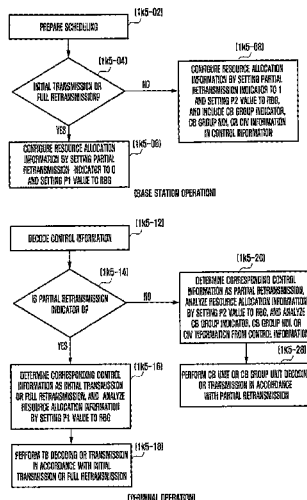 (1k5-02)
PREPARE SCHEDULING
(1k5-04)
INITIAL TRANSMISSION OR
FULL RETRANSMISSION?
NO
YES
(1k5-08)
CONFIGURE RESOURCE ALLOCATION
INFORMATION BY SETTING PARTIAL
RETRANSMISSION INDICATOR TO 1
AND SETTING P2 VALUE TO RBG,
AND INCLUDE CB GROUP INDICATOR,
CB GROUP NDI, OR CIV INFORMATION
IN CONTROL INFORMATION
(1k5-06)
CONFIGURE RESOURCE ALLOCATION
INFORMATION BY SETTING PARTIAL
RETRANSMISSION INDICATOR TO 0
AND SETTING P1 VALUE TO RBG
(BASE STATION OPERATION)
(1k5-12)
DECODE CONTROL INFORMATION
(1k5-14)
IS PARTIAL RETRANSMISSION
INDICATOR 0?
NO
YES
(1k5-20)
DETERMINE CORRESPONDING CONTROL
INFORMATION AS PARTIAL RETRANSMISSION,
ANALYZE RESOURCE ALLOCATION INFORMATION
BY SETTING P2 VALUE TO RBG, AND ANALYZE
CB GROUP INDICATOR, CB GROUP NDI, OR
CIV INFORMATION FROM CONTROL INFORMATION
(1k5-16)
DETERMINE CORRESPONDING CONTROL
INFORMATION AS INITIAL TRANSMISSION
OR FULL RETRANSMISSION, AND ANALYZE
RESOURCE ALLOCATION INFORMATION
BY SETTING P1 VALUE TO RBG
PERFORM CB UNIT OR CB GROUP UNIT DECODING
OR TRANSMISSION IN ACCORDANCE
WITH PARTIAL RETRANSMISSION
(1k5-18)
PERFORM TB DECODING OR TRANSMISSION
IN ACCORDANCE WITH INITIAL
TRANSMISSION OR FULL RETRANSMISSION
(TERMINAL OPERATION)